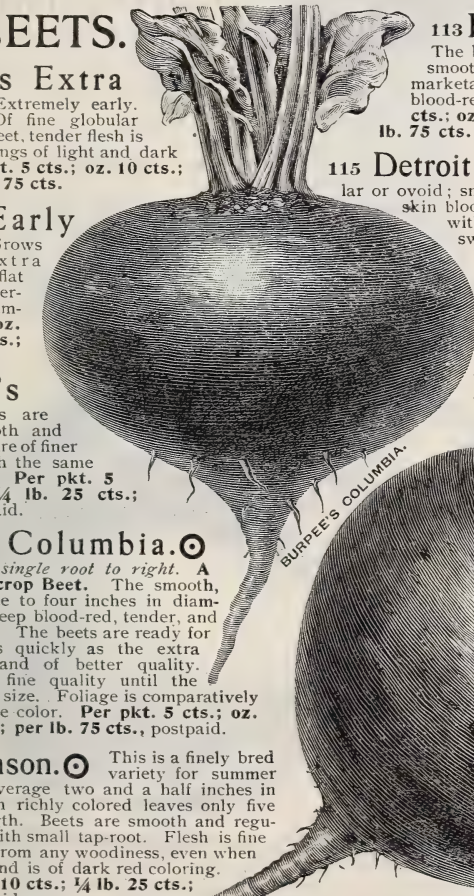 BEETS.
s Extra
Extremely early.
Of fine globular
eet, tender flesh is
ngs of light and dark
t. 5 cts.; oz. 10 cts.;
75 cts.
Early
Grows
xtra
flat
er-
m-
oz.
s.;
's
s are
oth and
re of finer
n the same
Per pkt. 5
¼ lb. 25 cts.;
aid.
Columbia.
single root to right. A
crop Beet. The smooth,
e to four inches in diam-
eep blood-red, tender, and
The beets are ready for
s quickly as the extra
and of better quality.
fine quality until the
size. Foliage is comparatively
e color. Per pkt. 5 cts.; oz.
; per lb. 75 cts., postpaid.
nson. This is a finely bred
variety for summer
verage two and a half inches in
h richly colored leaves only five
th. Beets are smooth and regu-
ith small tap-root. Flesh is fine
rom any woodiness, even when
nd is of dark red coloring.
10 cts.; ¼ lb. 25 cts.;
BURPEE'S COLUMBIA.
113
The
smoot
marketa
blood-re
cts.; oz
lb. 75 cts.
115 Detroit
lar or ovoid; sm
skin bloo
wit
sw